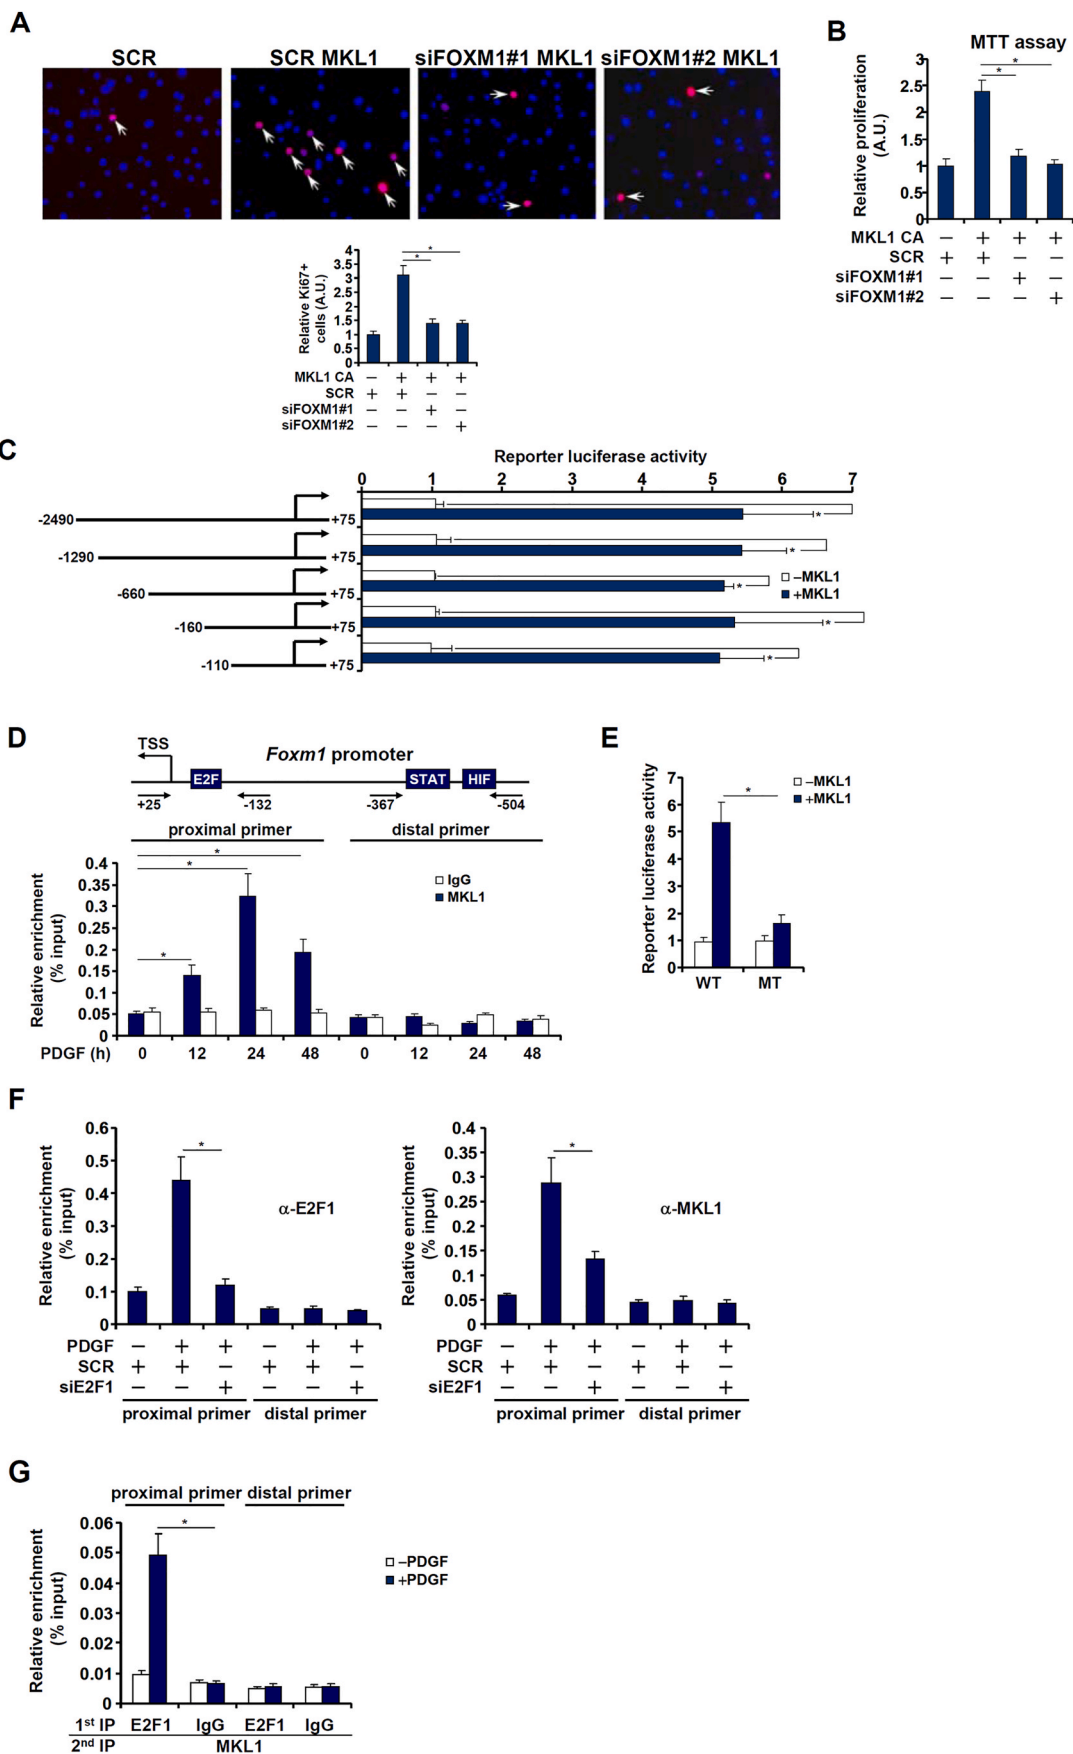 A
SCR
SCR MKL1
siFOXM1#1 MKL1
siFOXM1#2 MKL1
Relative Ki67+
cells (A.U.)
4
3.5
3
2.5
2
1.5
1
0.5
0
*
*
MKL1 CA – + + +
SCR + + – –
siFOXM1#1 – – + –
siFOXM1#2 – – – +
B
MTT assay
Relative proliferation
(A.U.)
3
2.5
2
1.5
1
0.5
0
*
*
MKL1 CA – + + +
SCR + + – –
siFOXM1#1 – – + –
siFOXM1#2 – – – +
C
Reporter luciferase activity
0 1 2 3 4 5 6 7
-2490 +75 *
-1290 +75 *
-660 +75 *
-160 +75 *
-110 +75 *
–MKL1
+MKL1
D
TSS
Foxm1 promoter
E2F STAT HIF
+25 -132 -367 -504
proximal primer distal primer
Relative enrichment
(% input)
0.4
0.35
0.3
0.25
0.2
0.15
0.1
0.05
0
*
*
*
IgG
MKL1
PDGF (h) 0 12 24 48 0 12 24 48
E
Reporter luciferase activity
7
6
5
4
3
2
1
0
*
–MKL1
+MKL1
WT MT
F
Relative enrichment
(% input)
0.6
0.5
0.4
0.3
0.2
0.1
0
*
α-E2F1
PDGF – + + – + +
SCR + + – + + –
siE2F1 – – + – – +
proximal primer distal primer
Relative enrichment
(% input)
0.4
0.35
0.3
0.25
0.2
0.15
0.1
0.05
0
*
α-MKL1
PDGF – + + – + +
SCR + + – + + –
siE2F1 – – + – – +
proximal primer distal primer
G
proximal primer distal primer
Relative enrichment
(% input)
0.06
0.05
0.04
0.03
0.02
0.01
0
*
–PDGF
+PDGF
1st IP E2F1 IgG E2F1 IgG
2nd IP MKL1